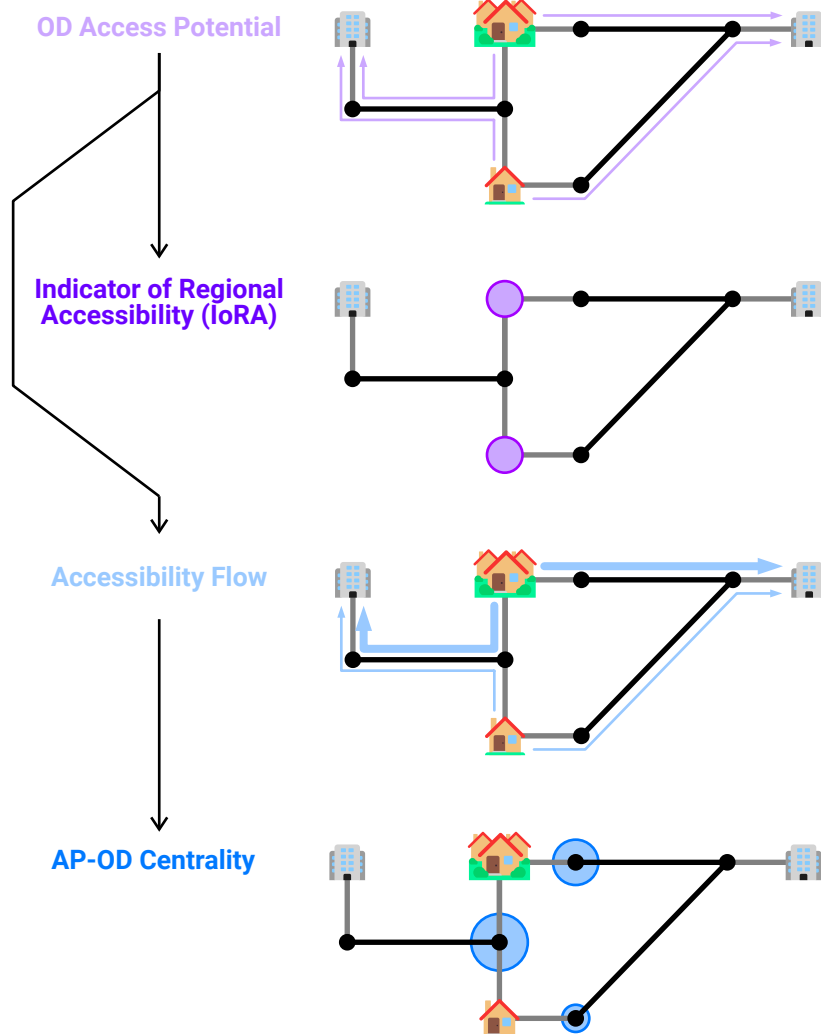 OD Access Potential
Indicator of Regional
Accessibility (IoRA)
Accessibility Flow
AP-OD Centrality